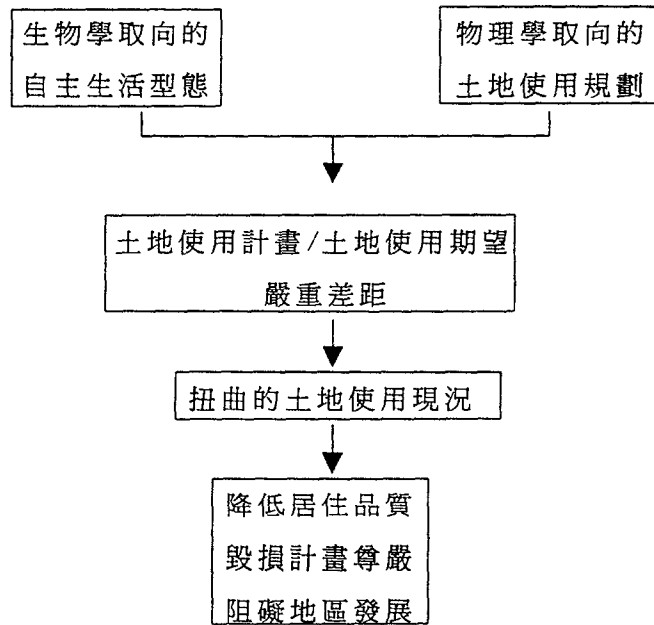 生物學取向的
自主生活型態
物理學取向的
土地使用規劃
土地使用計畫/土地使用期望
嚴重差距
扭曲的土地使用現況
降低居住品質
毀損計畫尊嚴
阻礙地區發展